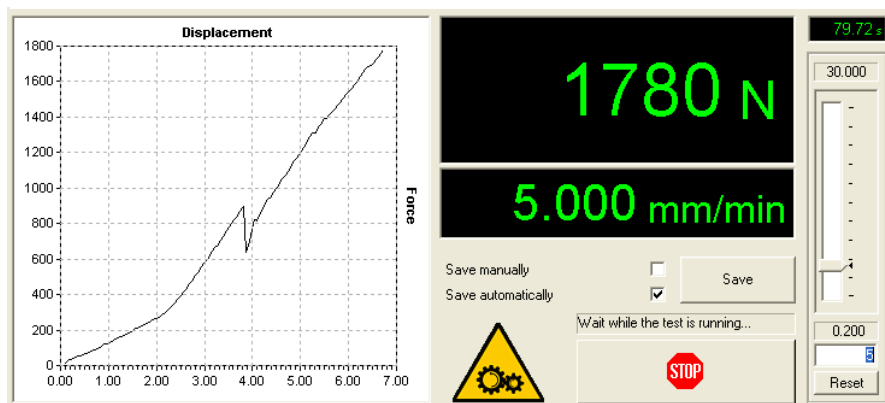 Displacement
1800
1600
1400
1200
1000
800
600
400
200
0
0.00 1.00 2.00 3.00 4.00 5.00 6.00 7.00
Force
1780 N
5.000 mm/min
Save manually
Save automatically
Save
Wait while the test is running...
STOP
79.72 s
30.000
0.200
5
Reset